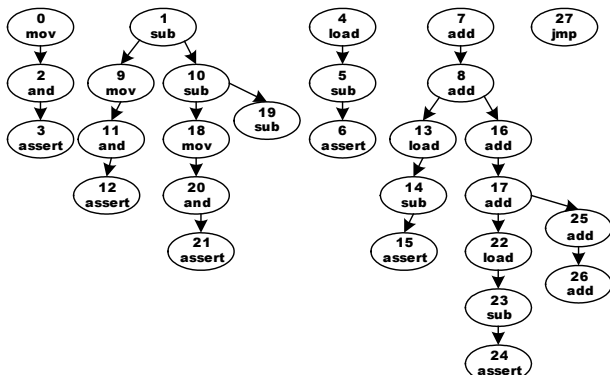 0
mov
1
sub
4
load
7
add
27
jmp
2
and
9
mov
10
sub
5
sub
8
add
19
sub
3
assert
11
and
18
mov
6
assert
13
load
16
add
12
assert
20
and
14
sub
17
add
25
add
21
assert
15
assert
22
load
26
add
23
sub
24
assert